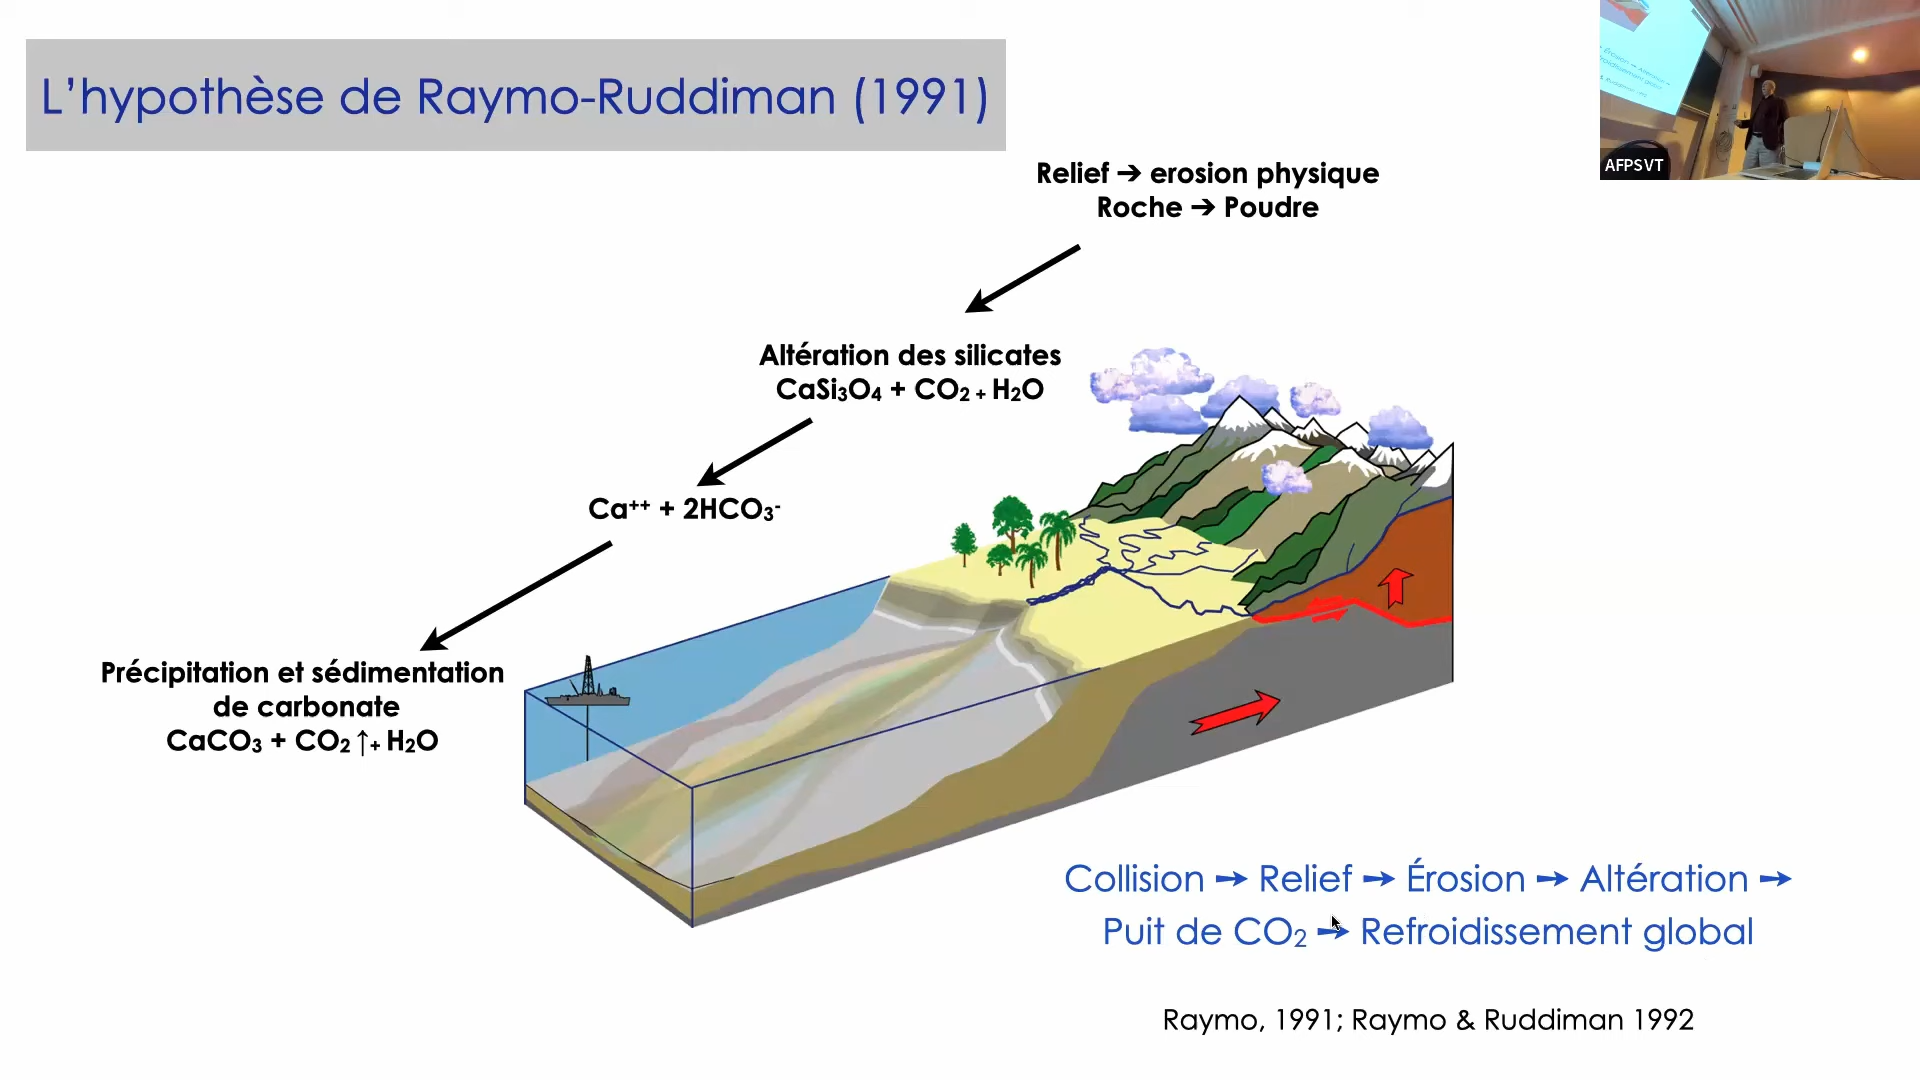 L'hypothèse de Raymo-Ruddiman (1991)
AFPSVT
Relief ➔ erosion physique
Roche ➔ Poudre
Altération des silicates
CaSi₃O₄ + CO₂ + H₂O
Ca⁺⁺ + 2HCO₃⁻
Précipitation et sédimentation
de carbonate
CaCO₃ + CO₂ ↑ + H₂O
Collision ➙ Relief ➙ Érosion ➙ Altération ➙
Puit de CO₂ ➙ Refroidissement global
Raymo, 1991; Raymo & Ruddiman 1992